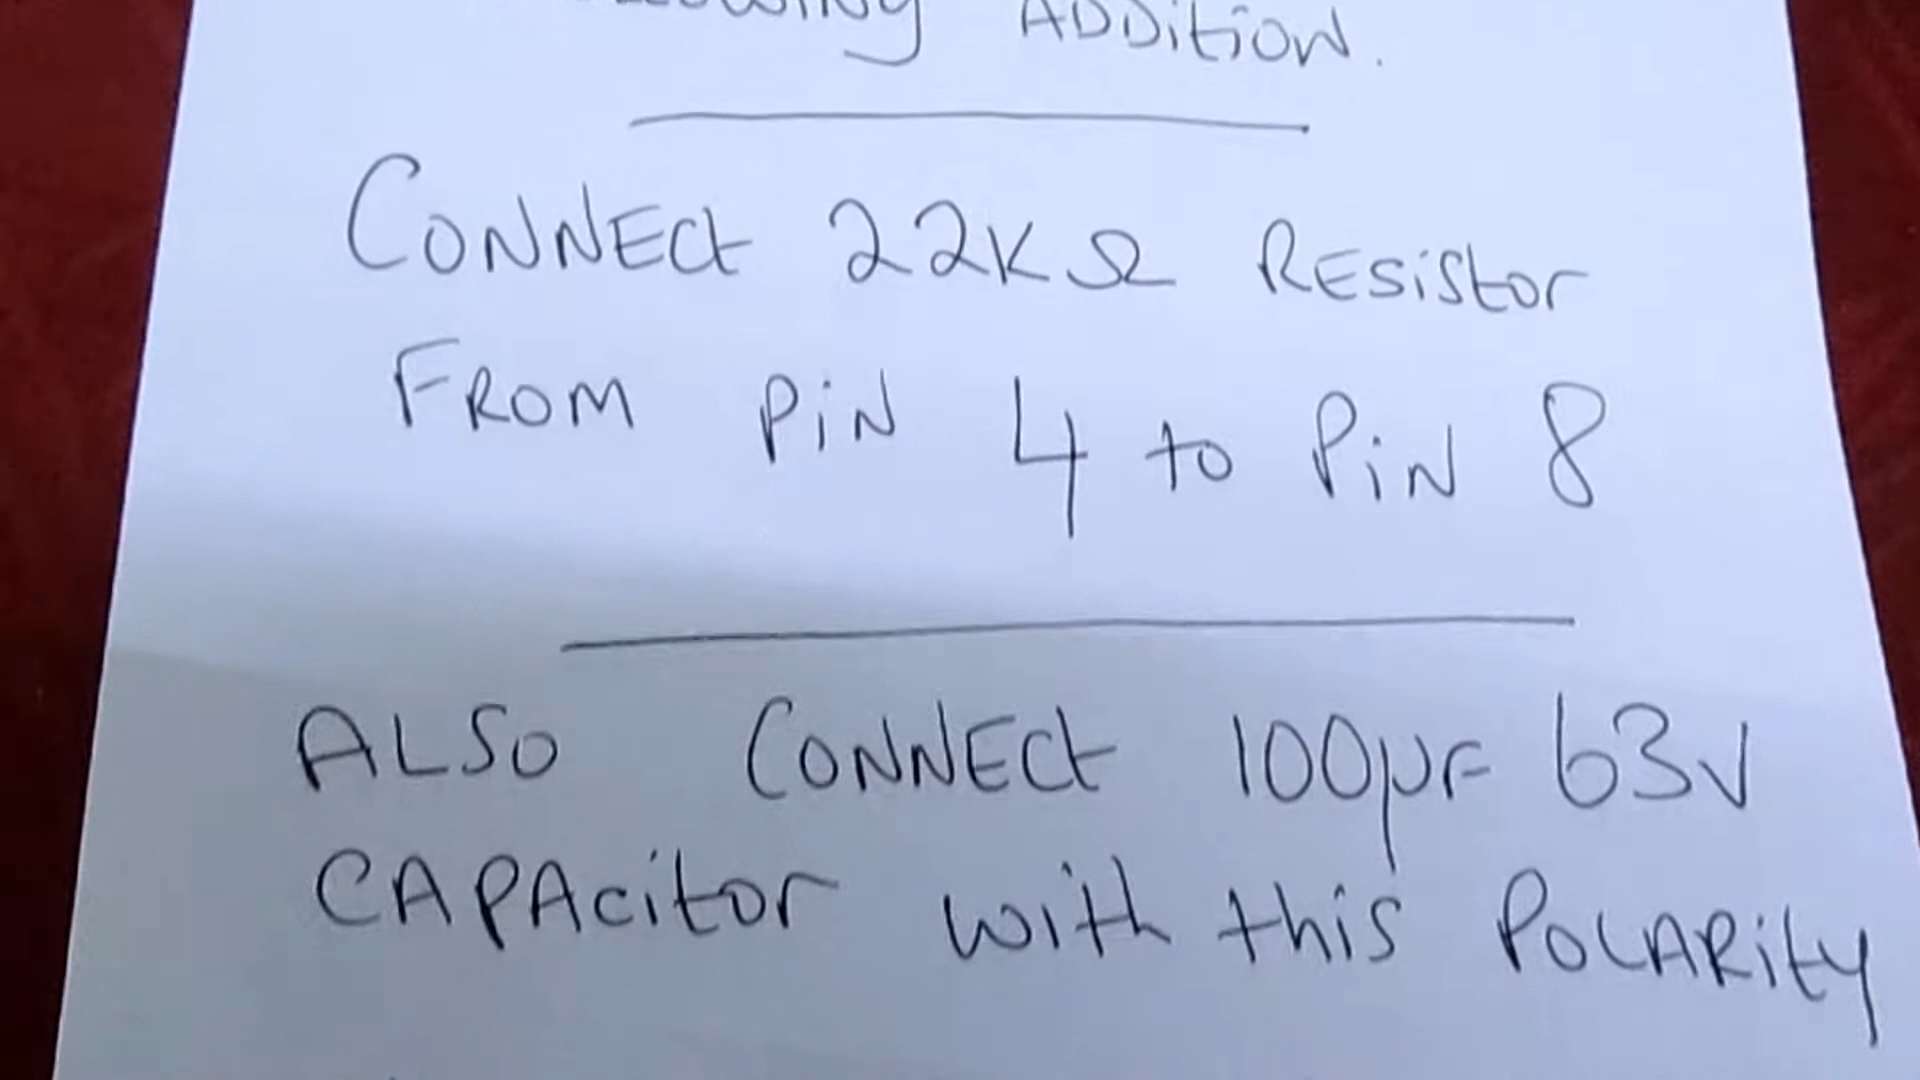 ADDITION.
CONNECT 22KΩ RESISTOR
FROM PIN 4 to PIN 8
ALSO CONNECT 100µF 63V
CAPACITOR with this POLARITY